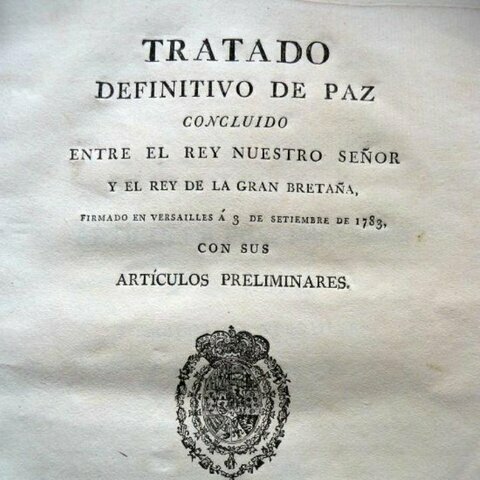 TRATADO
DEFINITIVO DE PAZ
CONCLUIDO
ENTRE EL REY NUESTRO SEÑOR
Y EL REY DE LA GRAN BRETAÑA,
FIRMADO EN VERSAILLES Á 3 DE SETIEMBRE DE 1783,
CON SUS
ARTÍCULOS PRELIMINARES.